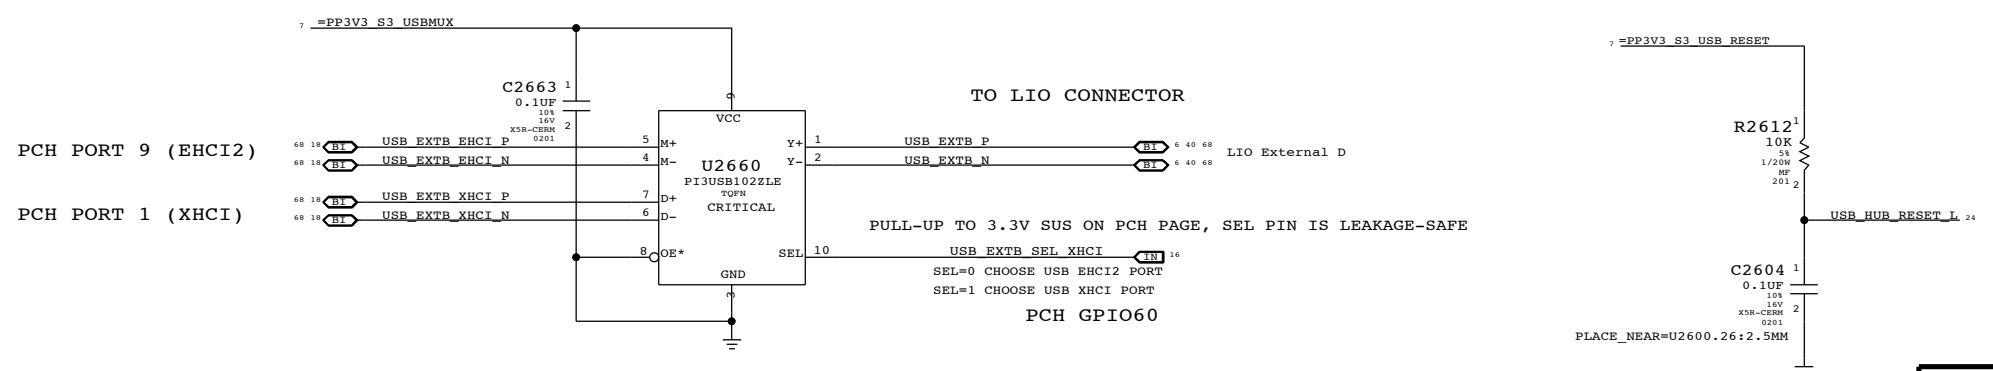 7 =PP3V3_S3_USBMUX
C2663 1
0.1UF
10%
16V
X5R-CERM 2
0201
9
VCC
TO LIO CONNECTOR
PCH PORT 9 (EHCI2)
68 18 BI USB_EXTB_EHCI_P 5 M+
68 18 BI USB_EXTB_EHCI_N 4 M-
Y+ 1 USB_EXTB_P BI 6 40 68
Y- 2 USB_EXTB_N BI 6 40 68
LIO External D
U2660
PI3USB102ZLE
TQFN
CRITICAL
PCH PORT 1 (XHCI)
68 18 BI USB_EXTB_XHCI_P 7 D+
68 18 BI USB_EXTB_XHCI_N 6 D-
PULL-UP TO 3.3V SUS ON PCH PAGE, SEL PIN IS LEAKAGE-SAFE
8 OE*
SEL 10 USB_EXTB_SEL_XHCI IN 16
SEL=0 CHOOSE USB EHCI2 PORT
SEL=1 CHOOSE USB XHCI PORT
GND
3
PCH GPIO60
7 =PP3V3_S3_USB_RESET
R2612 1
10K
5%
1/20W
MF
201 2
USB_HUB_RESET_L 24
C2604 1
0.1UF
10%
16V
X5R-CERM 2
0201
PLACE_NEAR=U2600.26:2.5MM